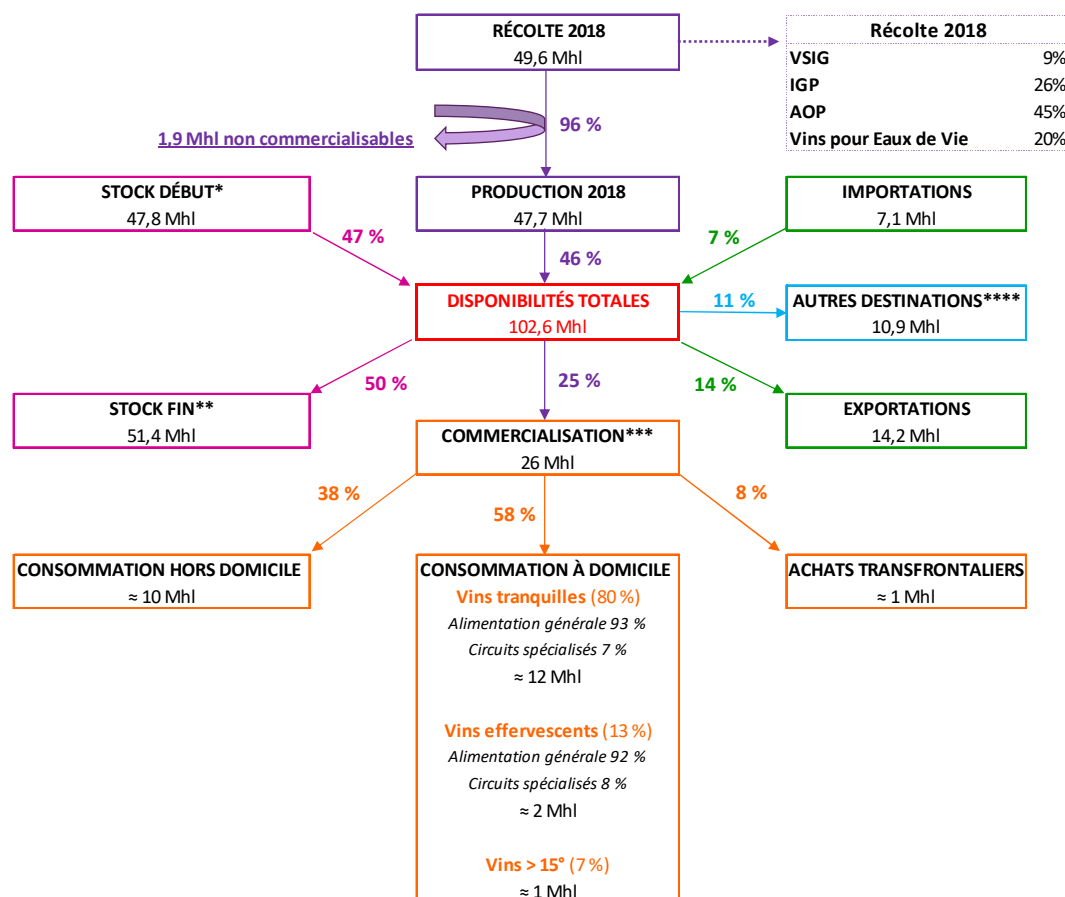 RÉCOLTE 2018
49,6 Mhl
Récolte 2018
VSIG 9%
IGP 26%
AOP 45%
Vins pour Eaux de Vie 20%
1,9 Mhl non commercialisables
96 %
STOCK DÉBUT*
47,8 Mhl
PRODUCTION 2018
47,7 Mhl
IMPORTATIONS
7,1 Mhl
47 %
46 %
7 %
DISPONIBILITÉS TOTALES
102,6 Mhl
11 %
AUTRES DESTINATIONS****
10,9 Mhl
50 %
25 %
14 %
STOCK FIN**
51,4 Mhl
COMMERCIALISATION***
26 Mhl
EXPORTATIONS
14,2 Mhl
38 %
58 %
8 %
CONSOMMATION HORS DOMICILE
≈ 10 Mhl
CONSOMMATION À DOMICILE
Vins tranquilles (80 %)
Alimentation générale 93 %
Circuits spécialisés 7 %
≈ 12 Mhl
Vins effervescents (13 %)
Alimentation générale 92 %
Circuits spécialisés 8 %
≈ 2 Mhl
Vins > 15° (7 %)
≈ 1 Mhl
ACHATS TRANSFRONTALIERS
≈ 1 Mhl